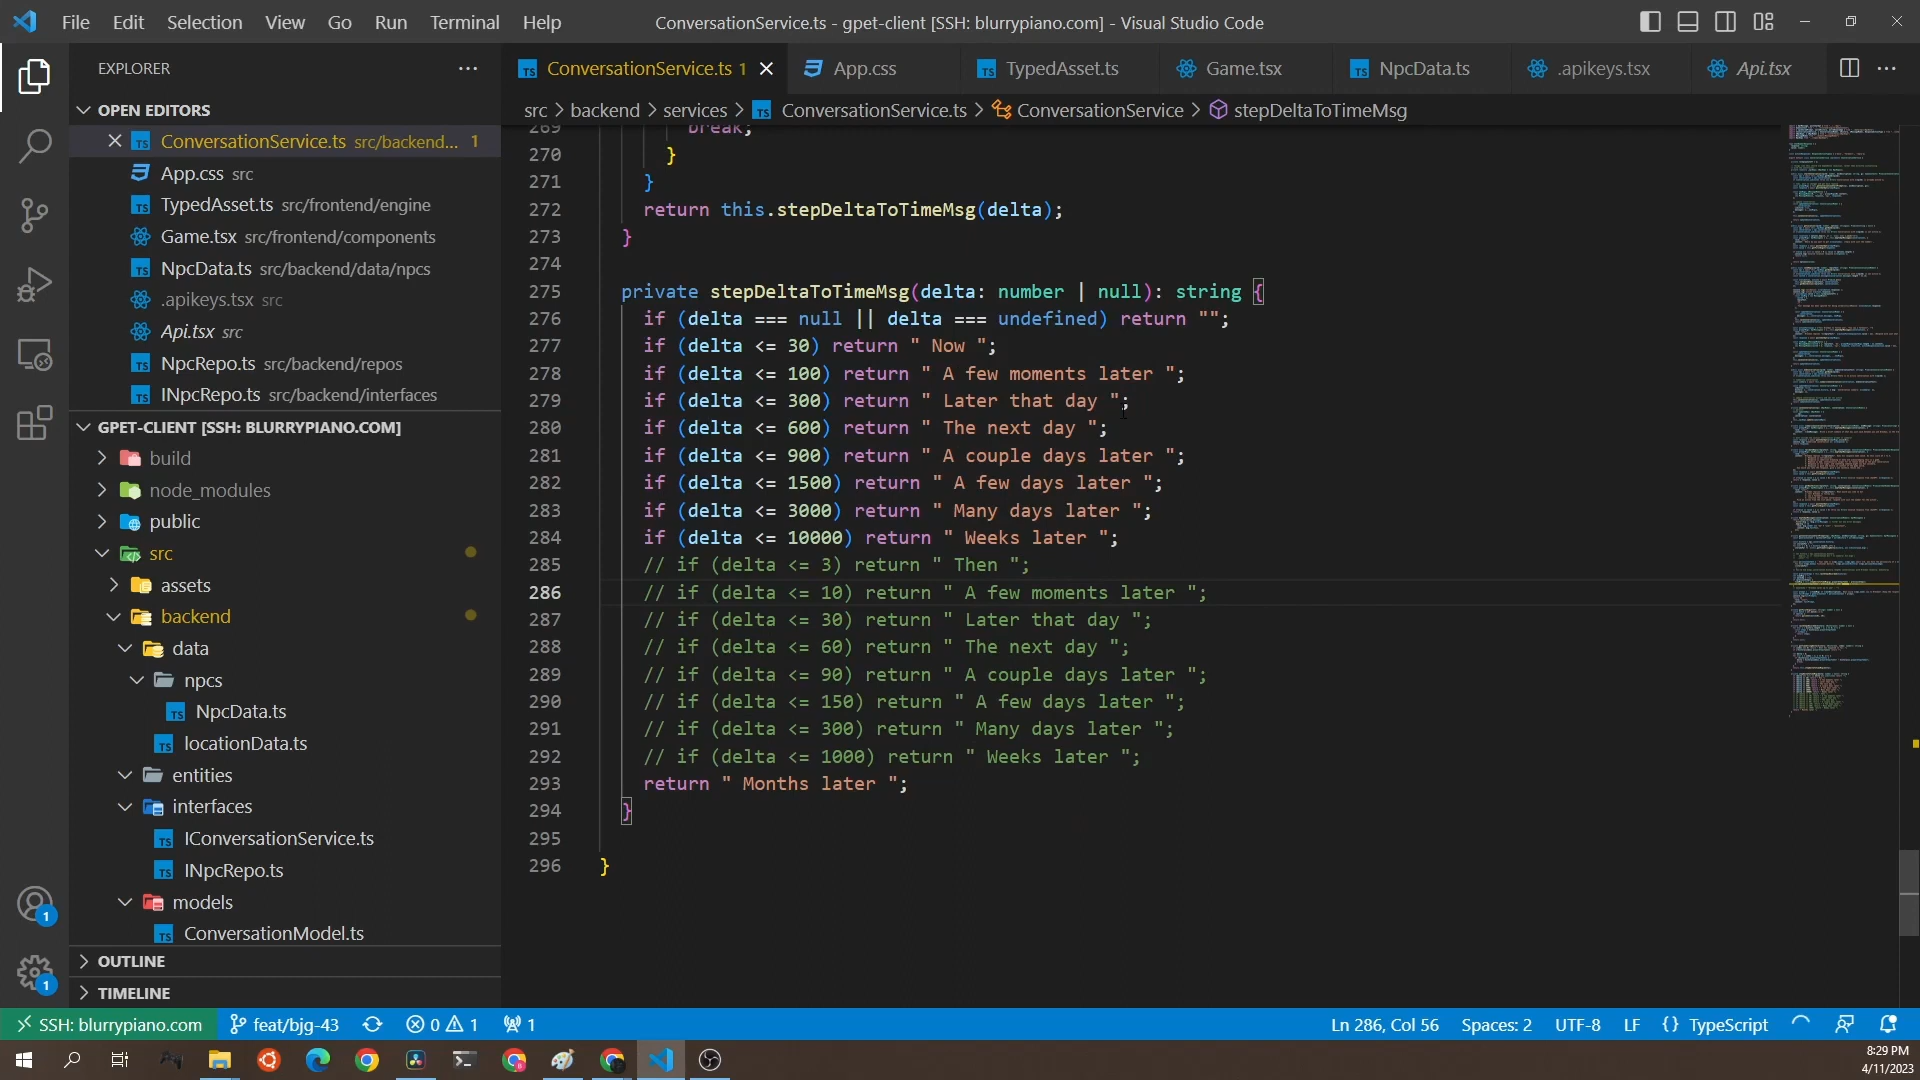 File Edit Selection View Go Run Terminal Help
ConversationService.ts - gpet-client [SSH: blurrypiano.com] - Visual Studio Code
EXPLORER
OPEN EDITORS
ConversationService.ts src/backend... 1
App.css src
TypedAsset.ts src/frontend/engine
Game.tsx src/frontend/components
NpcData.ts src/backend/data/npcs
.apikeys.tsx src
Api.tsx src
NpcRepo.ts src/backend/repos
INpcRepo.ts src/backend/interfaces
GPET-CLIENT [SSH: BLURRYPIANO.COM]
build
node_modules
public
src
assets
backend
data
npcs
NpcData.ts
locationData.ts
entities
interfaces
IConversationService.ts
INpcRepo.ts
models
ConversationModel.ts
OUTLINE
TIMELINE
ConversationService.ts 1 App.css TypedAsset.ts Game.tsx NpcData.ts .apikeys.tsx Api.tsx
src > backend > services > ConversationService.ts > ConversationService > stepDeltaToTimeMsg
269 break;
270 }
271 }
272 return this.stepDeltaToTimeMsg(delta);
273 }
274
275 private stepDeltaToTimeMsg(delta: number | null): string {
276 if (delta === null || delta === undefined) return "";
277 if (delta <= 30) return " Now ";
278 if (delta <= 100) return " A few moments later ";
279 if (delta <= 300) return " Later that day ";
280 if (delta <= 600) return " The next day ";
281 if (delta <= 900) return " A couple days later ";
282 if (delta <= 1500) return " A few days later ";
283 if (delta <= 3000) return " Many days later ";
284 if (delta <= 10000) return " Weeks later ";
285 // if (delta <= 3) return " Then ";
286 // if (delta <= 10) return " A few moments later ";
287 // if (delta <= 30) return " Later that day ";
288 // if (delta <= 60) return " The next day ";
289 // if (delta <= 90) return " A couple days later ";
290 // if (delta <= 150) return " A few days later ";
291 // if (delta <= 300) return " Many days later ";
292 // if (delta <= 1000) return " Weeks later ";
293 return " Months later ";
294 }
295
296 }
1
1
SSH: blurrypiano.com feat/bjg-43 0 1 1 Ln 286, Col 56 Spaces: 2 UTF-8 LF {} TypeScript
8:29 PM
4/11/2023